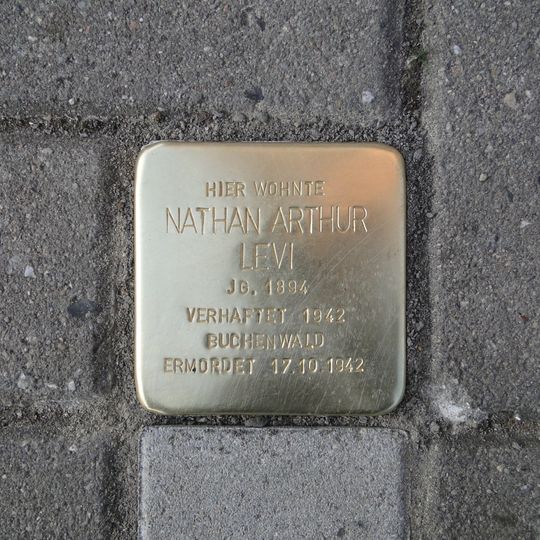 HIER WOHNTE
NATHAN ARTHUR
LEVI
JG. 1894
VERHAFTET 1942
BUCHENWALD
ERMORDET 17.10.1942